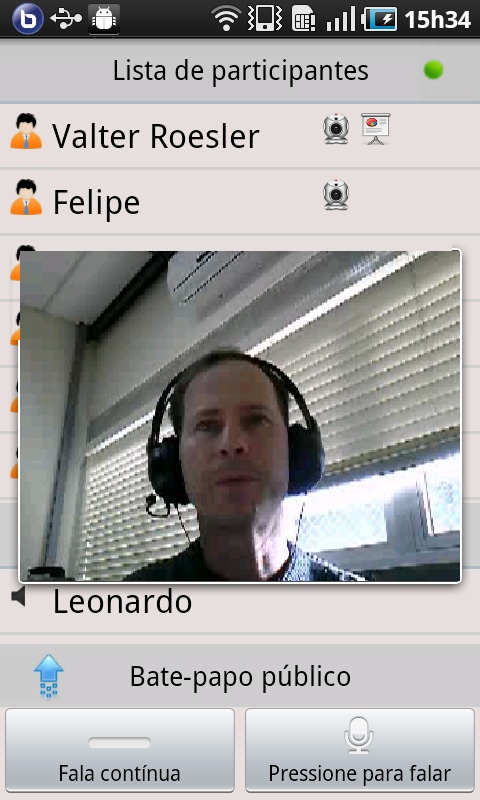 15h34
Lista de participantes
Valter Roesler
Felipe
Leonardo
Bate-papo público
Fala contínua
Pressione para falar